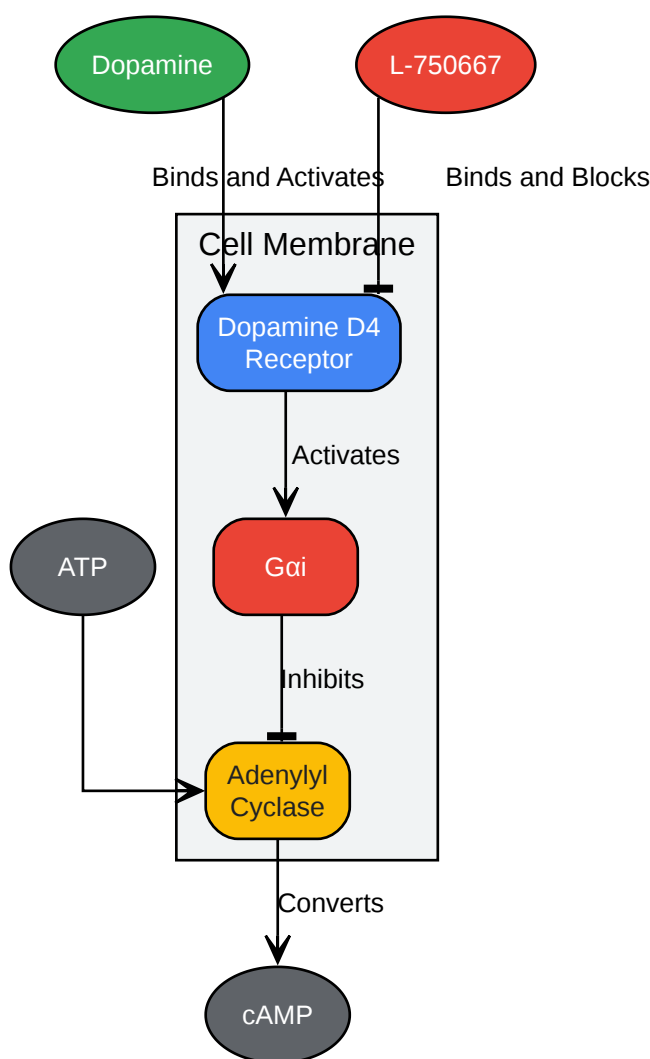 Dopamine
L-750667
Binds and Activates
Binds and Blocks
Cell Membrane
Dopamine D4
Receptor
Activates
ATP
Gαi
Inhibits
Adenylyl
Cyclase
Converts
cAMP